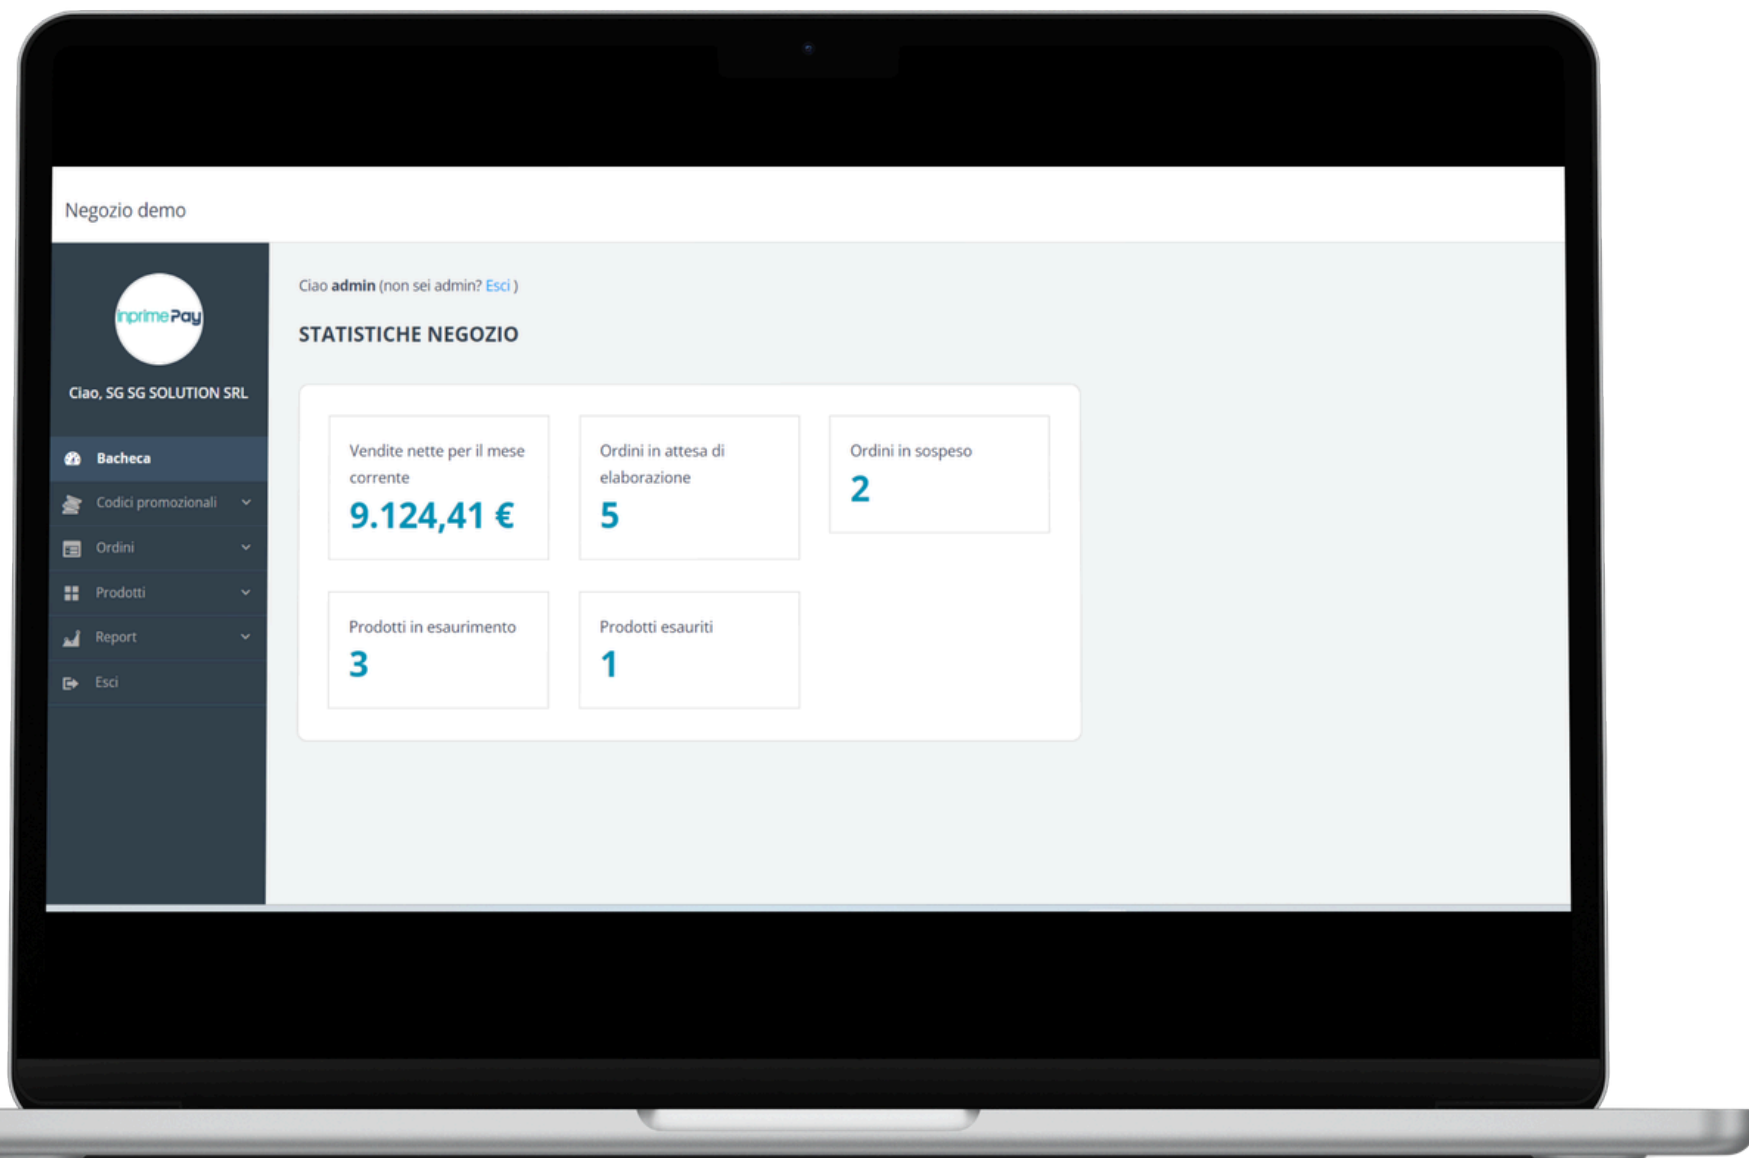 Negozio demo
inprimePay
Ciao, SG SG SOLUTION SRL
Bacheca
Codici promozionali
Ordini
Prodotti
Report
Esci
Ciao admin (non sei admin? Esci )
STATISTICHE NEGOZIO
Vendite nette per il mese
corrente
9.124,41 €
Ordini in attesa di
elaborazione
5
Ordini in sospeso
2
Prodotti in esaurimento
3
Prodotti esauriti
1